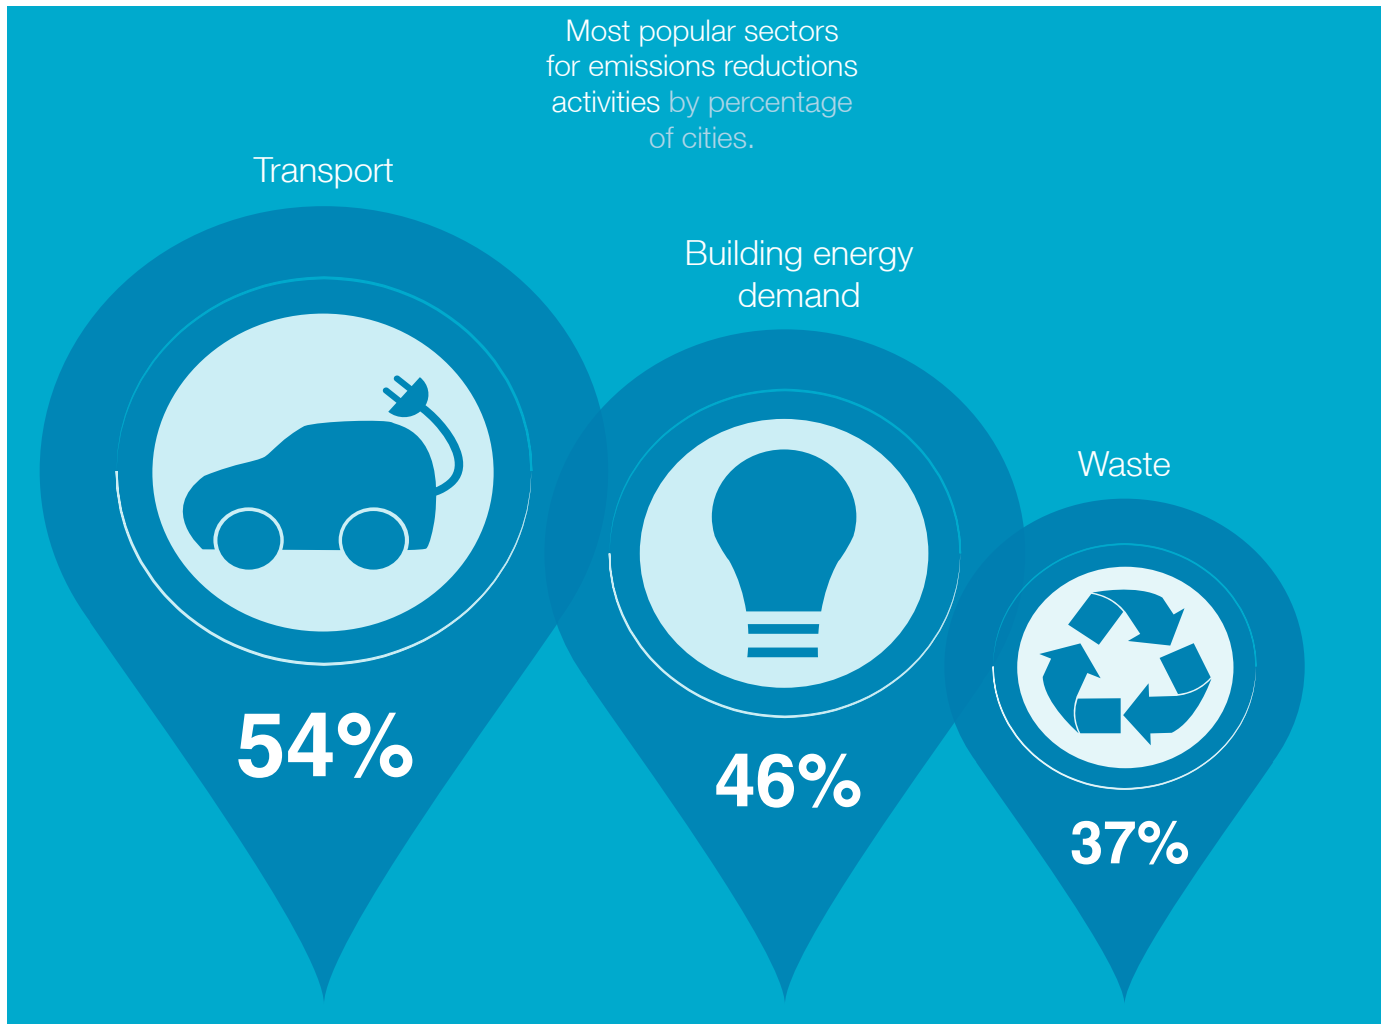 Most popular sectors
for emissions reductions
activities by percentage
of cities.
Transport
54%
Building energy
demand
46%
Waste
37%